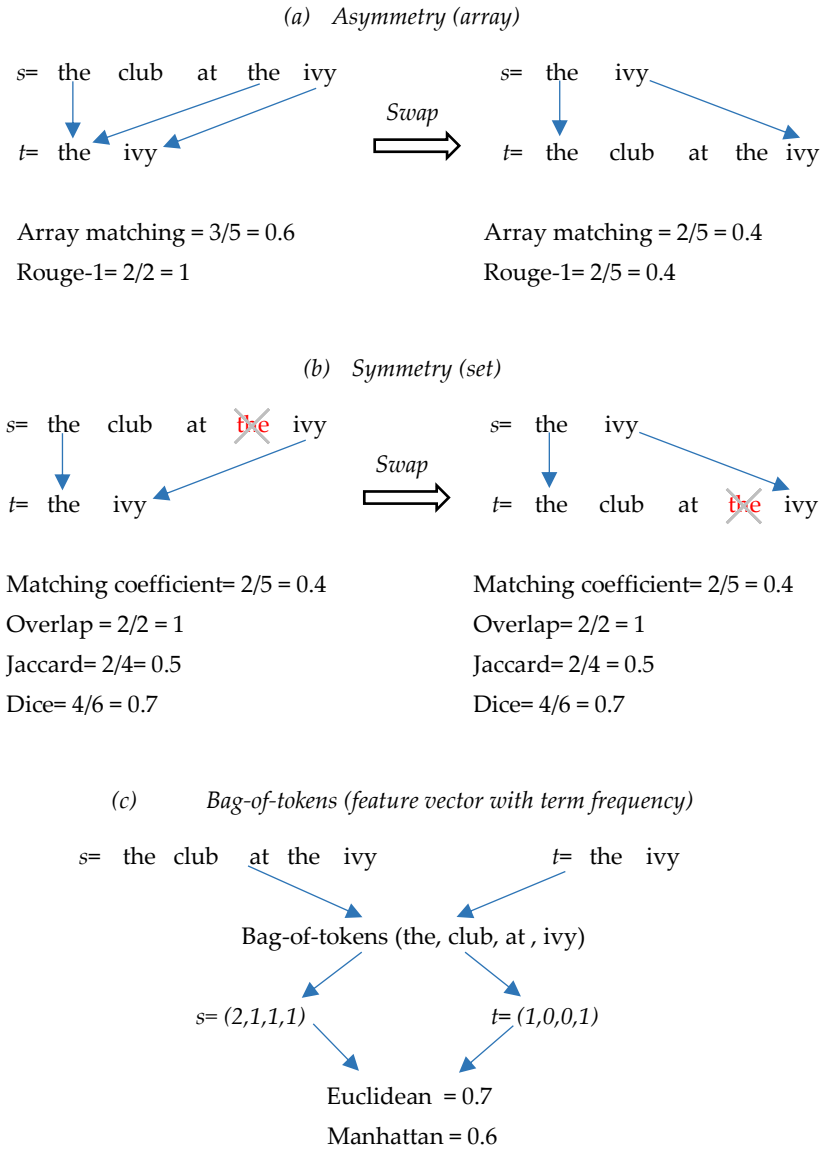 (a) Asymmetry (array)
s= the club at the ivy
t= the ivy
Swap
s= the ivy
t= the club at the ivy
Array matching = 3/5 = 0.6
Rouge-1= 2/2 = 1
Array matching = 2/5 = 0.4
Rouge-1= 2/5 = 0.4
(b) Symmetry (set)
s= the club at the ivy
t= the ivy
Swap
s= the ivy
t= the club at the ivy
Matching coefficient= 2/5 = 0.4
Overlap = 2/2 = 1
Jaccard= 2/4= 0.5
Dice= 4/6 = 0.7
Matching coefficient= 2/5 = 0.4
Overlap= 2/2 = 1
Jaccard= 2/4 = 0.5
Dice= 4/6 = 0.7
(c) Bag-of-tokens (feature vector with term frequency)
s= the club at the ivy
t= the ivy
Bag-of-tokens (the, club, at , ivy)
s= (2,1,1,1)
t= (1,0,0,1)
Euclidean = 0.7
Manhattan = 0.6